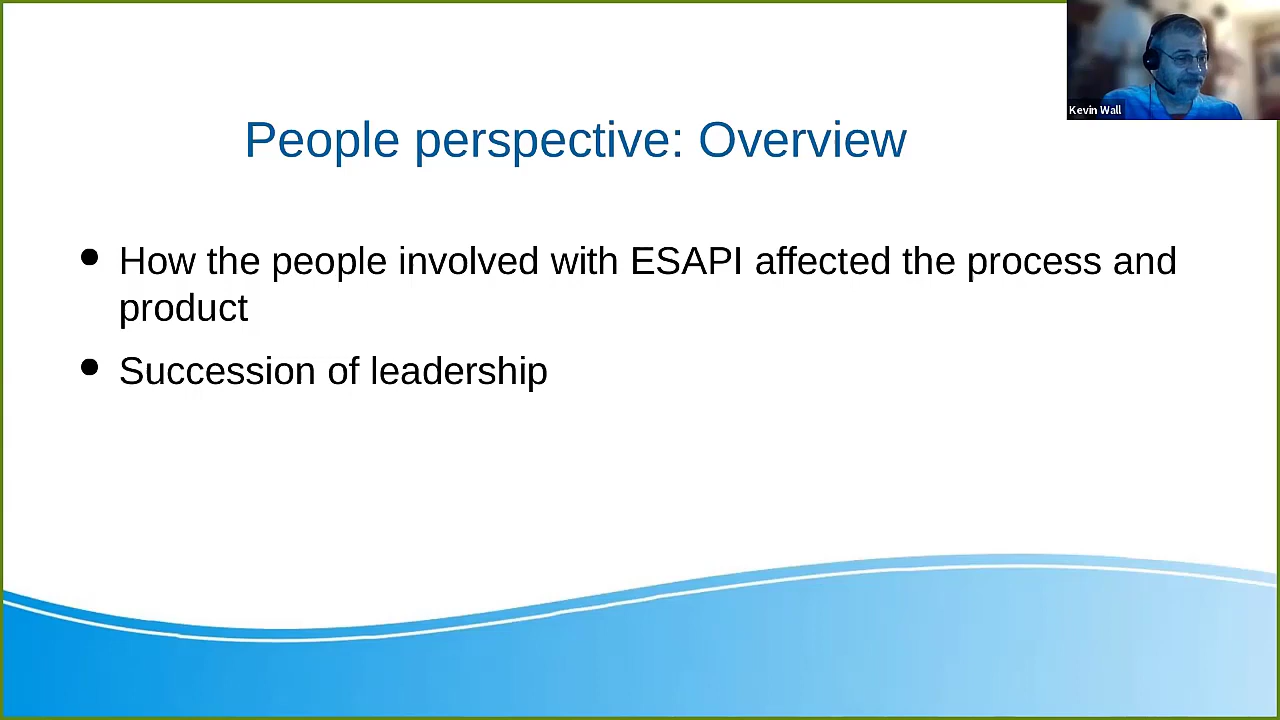 Kevin Wall
People perspective: Overview
How the people involved with ESAPI affected the process and
product
Succession of leadership